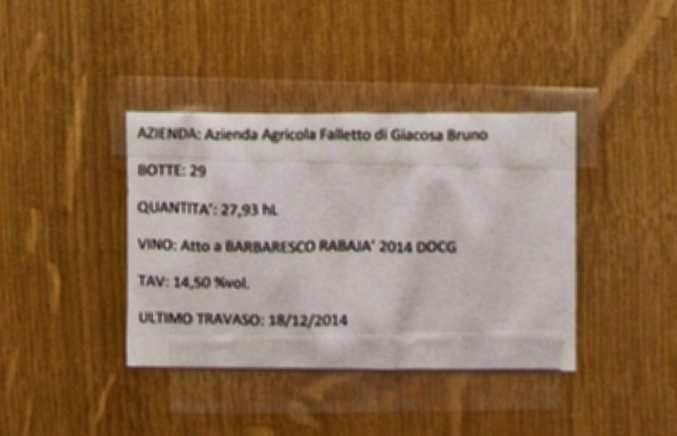 AZIENDA: Azienda Agricola Falletto di Giacosa Bruno
BOTTE: 29
QUANTITA': 27,93 hL
VINO: Atto a BARBARESCO RABAJA' 2014 DOCG
TAV: 14,50 %vol.
ULTIMO TRAVASO: 18/12/2014